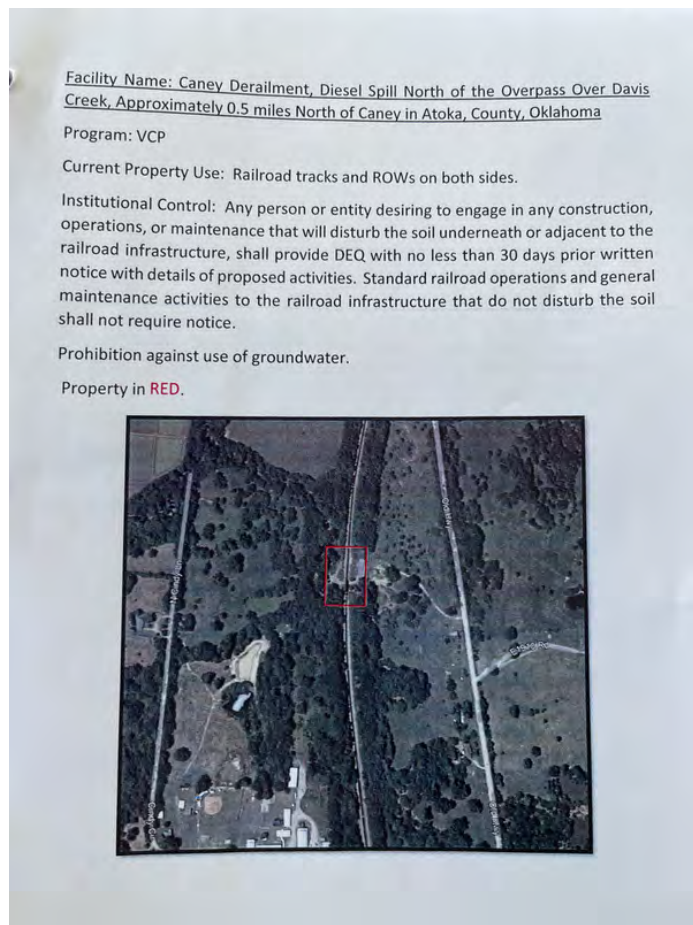 Facility Name: Caney Derailment, Diesel Spill North of the Overpass Over Davis
Creek, Approximately 0.5 miles North of Caney in Atoka, County, Oklahoma
Program: VCP
Current Property Use: Railroad tracks and ROWs on both sides.
Institutional Control: Any person or entity desiring to engage in any construction,
operations, or maintenance that will disturb the soil underneath or adjacent to the
railroad infrastructure, shall provide DEQ with no less than 30 days prior written
notice with details of proposed activities. Standard railroad operations and general
maintenance activities to the railroad infrastructure that do not disturb the soil
shall not require notice.
Prohibition against use of groundwater.
Property in RED.